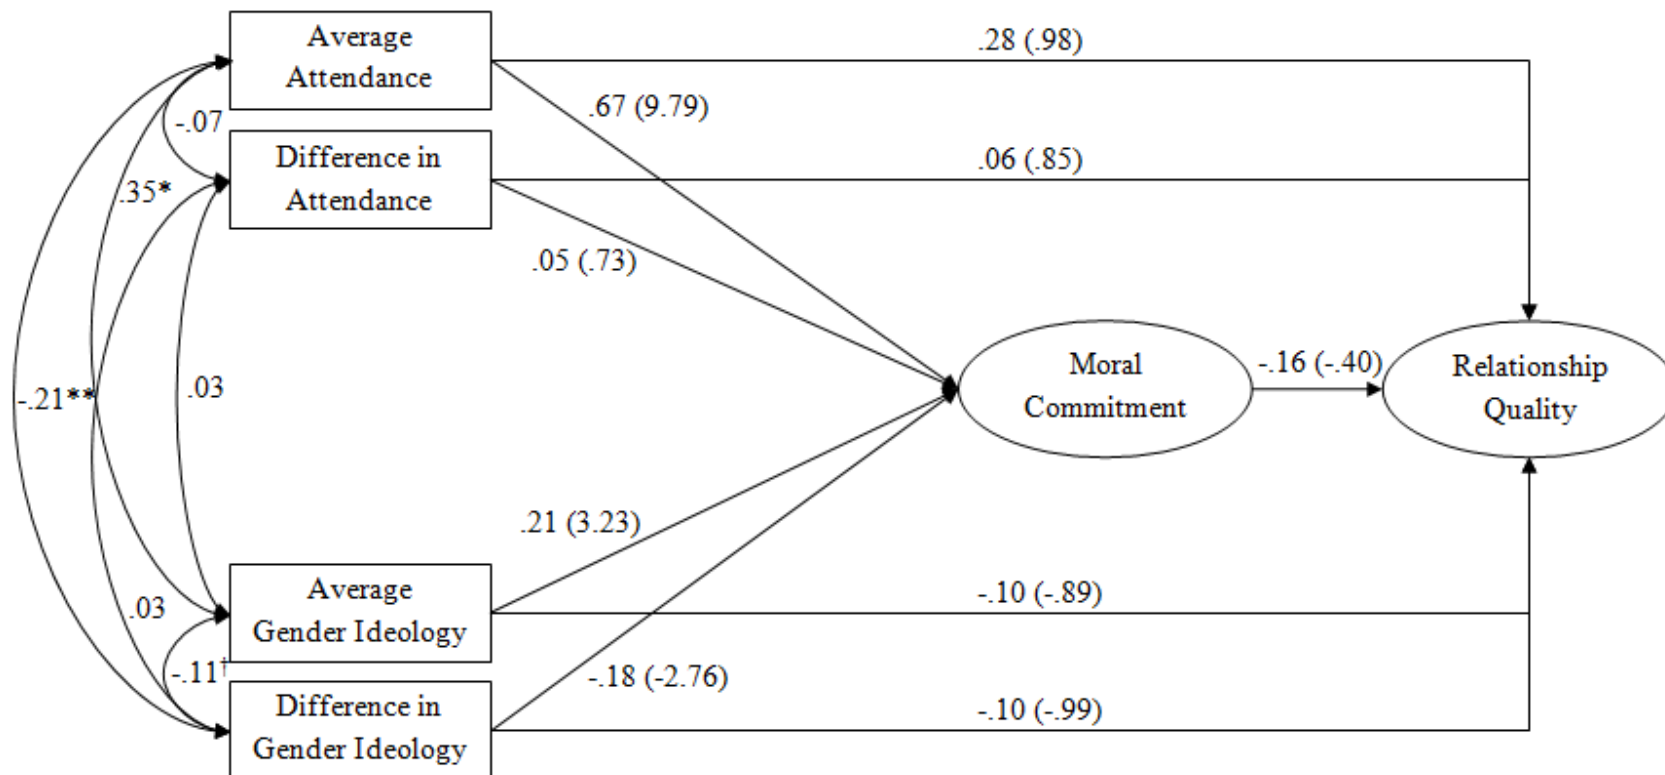 Average
Attendance
.28 (.98)
.67 (9.79)
-.07
Difference in
Attendance
.06 (.85)
.35*
.05 (.73)
-.21**
.03
Moral
Commitment
-.16 (-.40)
Relationship
Quality
.21 (3.23)
Average
Gender Ideology
-.10 (-.89)
.03
-.11†
-.18 (-2.76)
Difference in
Gender Ideology
-.10 (-.99)